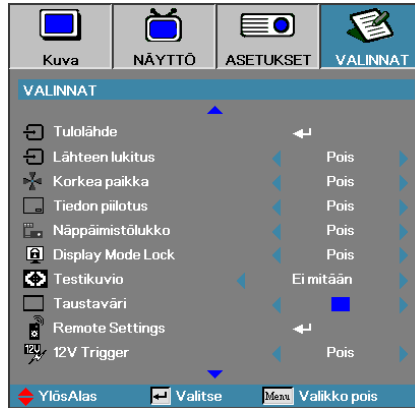 Kuva NÄYTTÖ ASETUKSET VALINNAT
VALINNAT
Tulolähde
Lähteen lukitus Pois
Korkea paikka Pois
Tiedon piilotus Pois
Näppäimistölukko Pois
Display Mode Lock Pois
Testikuvio Ei mitään
Taustaväri
Remote Settings
12V 12V Trigger Pois
YlösAlas Valitse Menu Valikko pois